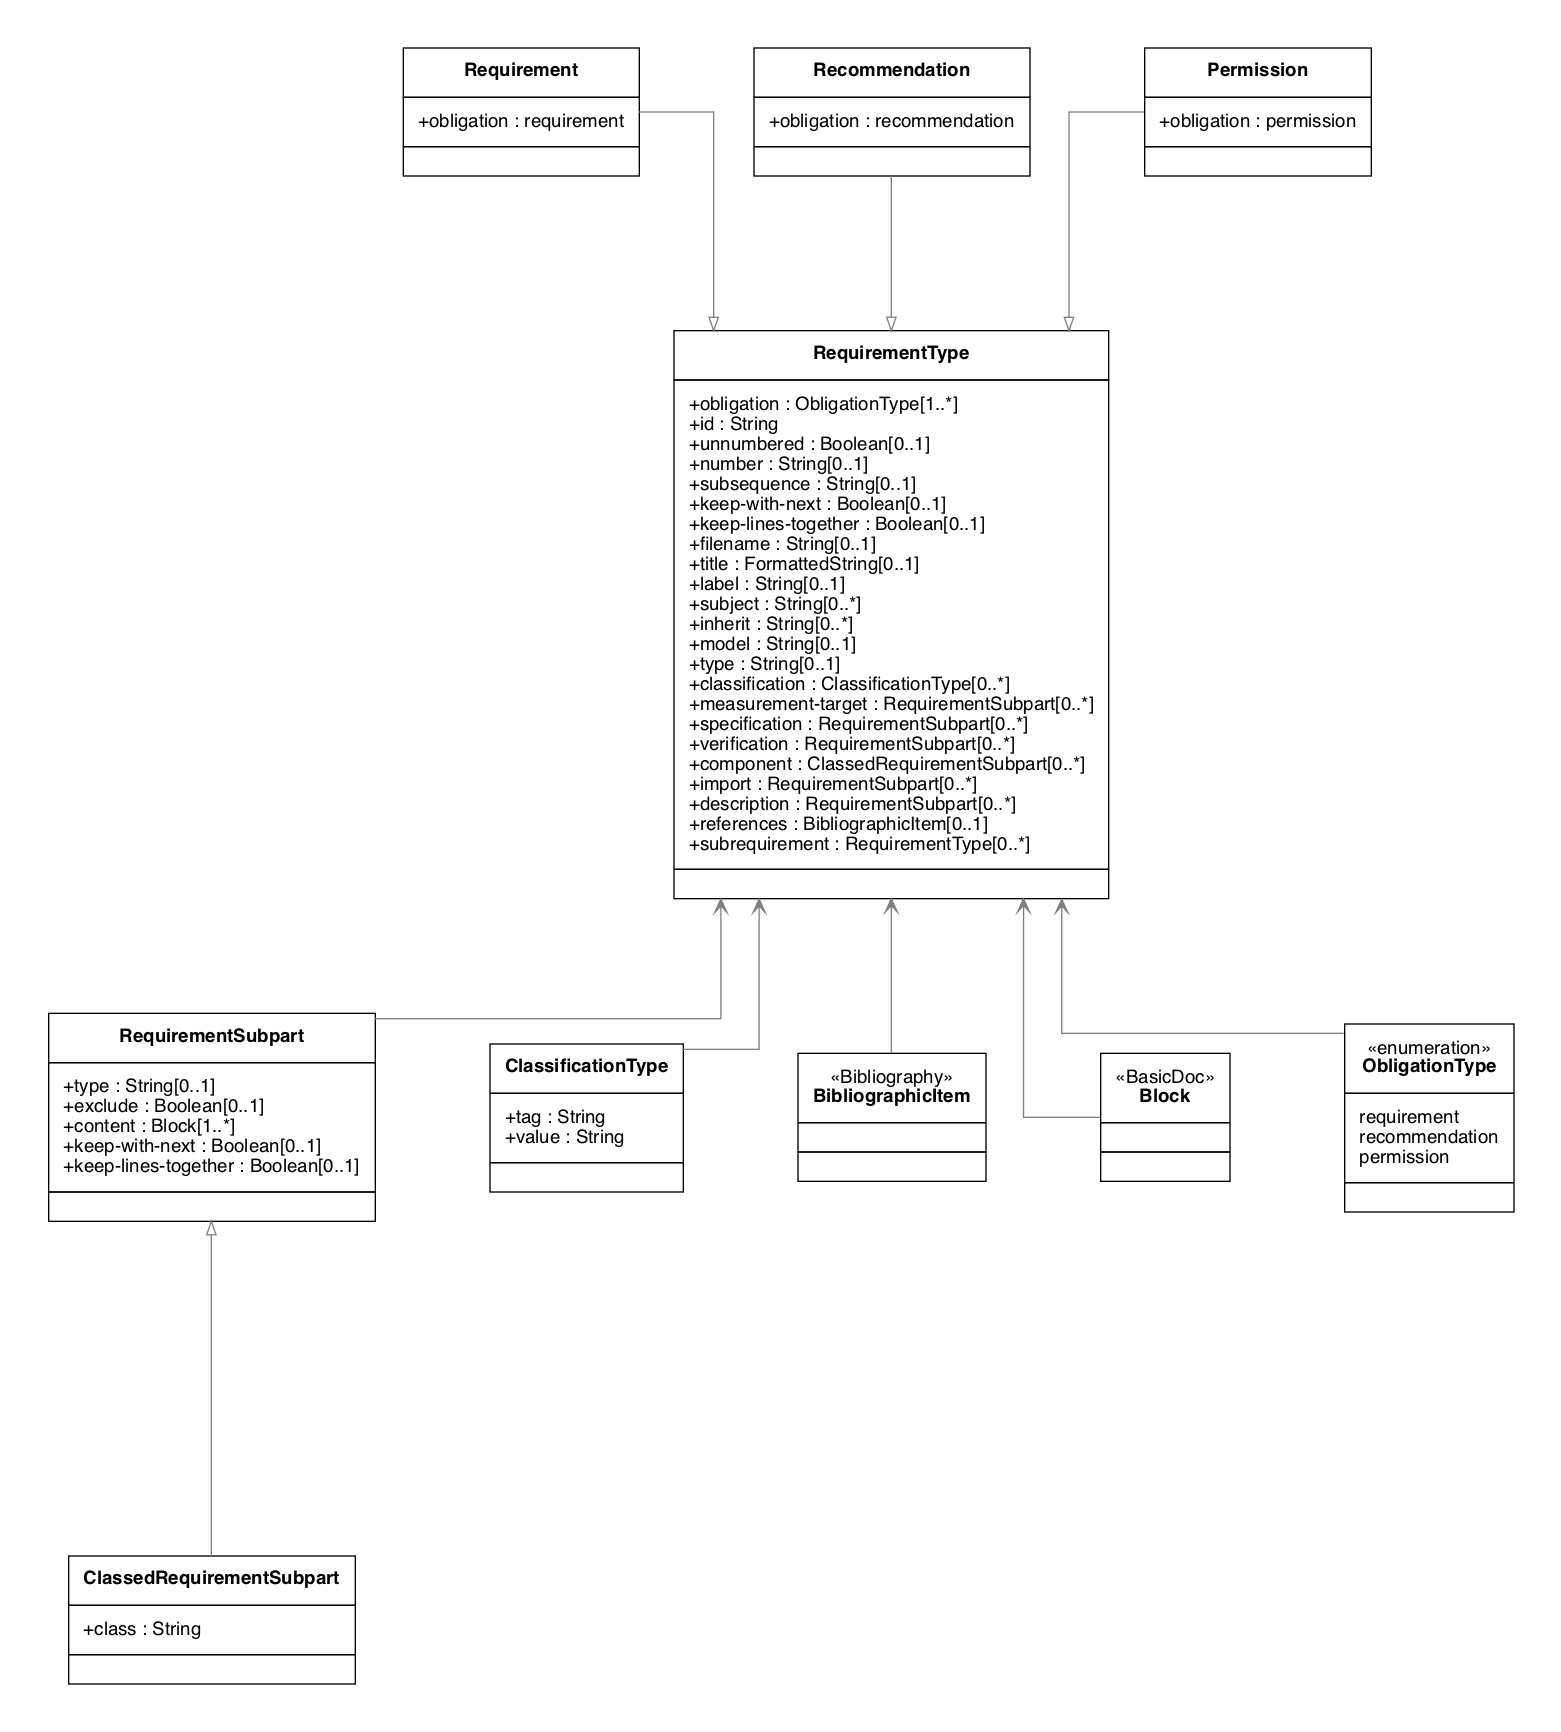 Requirement
+obligation : requirement
Recommendation
+obligation : recommendation
Permission
+obligation : permission
RequirementType
+obligation : ObligationType[1..*]
+id : String
+unnumbered : Boolean[0..1]
+number : String[0..1]
+subsequence : String[0..1]
+keep-with-next : Boolean[0..1]
+keep-lines-together : Boolean[0..1]
+filename : String[0..1]
+title : FormattedString[0..1]
+label : String[0..1]
+subject : String[0..*]
+inherit : String[0..*]
+model : String[0..1]
+type : String[0..1]
+classification : ClassificationType[0..*]
+measurement-target : RequirementSubpart[0..*]
+specification : RequirementSubpart[0..*]
+verification : RequirementSubpart[0..*]
+component : ClassedRequirementSubpart[0..*]
+import : RequirementSubpart[0..*]
+description : RequirementSubpart[0..*]
+references : BibliographicItem[0..1]
+subrequirement : RequirementType[0..*]
RequirementSubpart
+type : String[0..1]
+exclude : Boolean[0..1]
+content : Block[1..*]
+keep-with-next : Boolean[0..1]
+keep-lines-together : Boolean[0..1]
ClassificationType
+tag : String
+value : String
«Bibliography»
BibliographicItem
«BasicDoc»
Block
«enumeration»
ObligationType
requirement
recommendation
permission
ClassedRequirementSubpart
+class : String